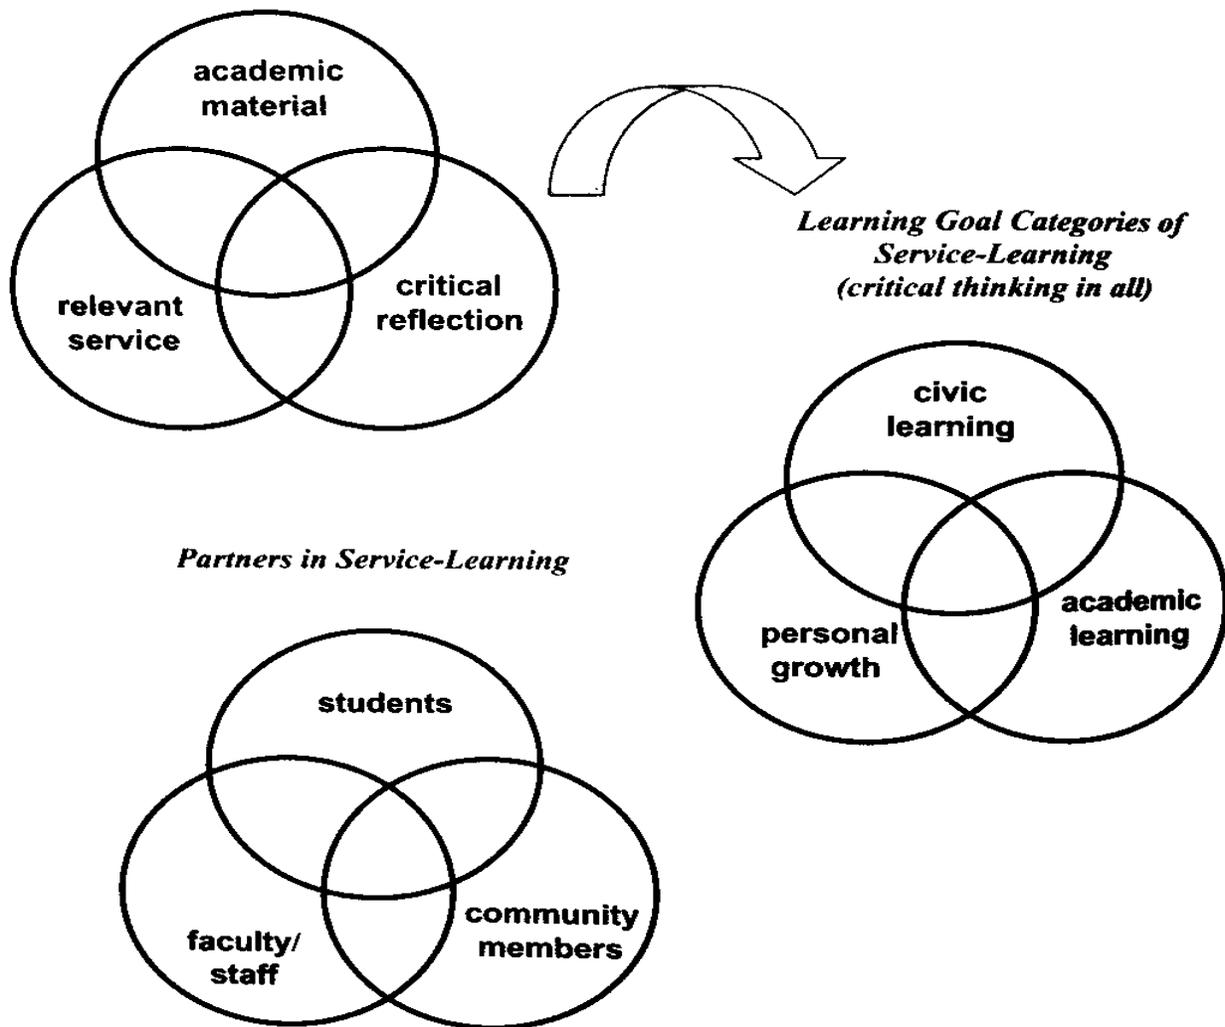 academic
material
relevant
service
critical
reflection
Learning Goal Categories of
Service-Learning
(critical thinking in all)
civic
learning
personal
growth
academic
learning
Partners in Service-Learning
students
faculty/
staff
community
members